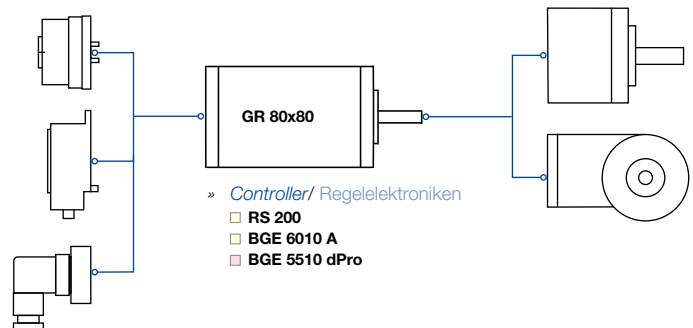 GR 80x80
» Controller/ Regelelektroniken
RS 200
BGE 6010 A
BGE 5510 dPro